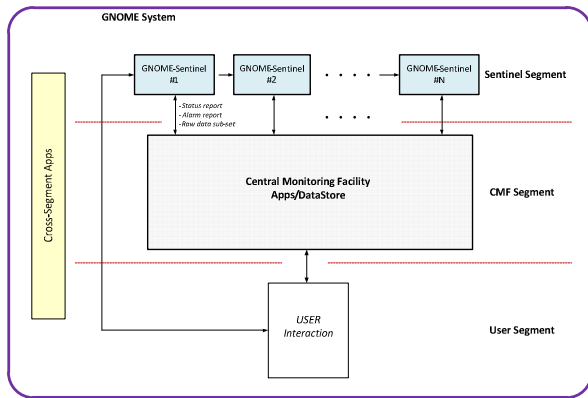 GNOME System
GNOME-Sentinel
#1
GNOME-Sentinel
#2
GNOME-Sentinel
#N
Sentinel Segment
- Status report
- Alarm report
- Raw data sub-set
Cross-Segment Apps
Central Monitoring Facility
Apps/DataStore
CMF Segment
USER
Interaction
User Segment